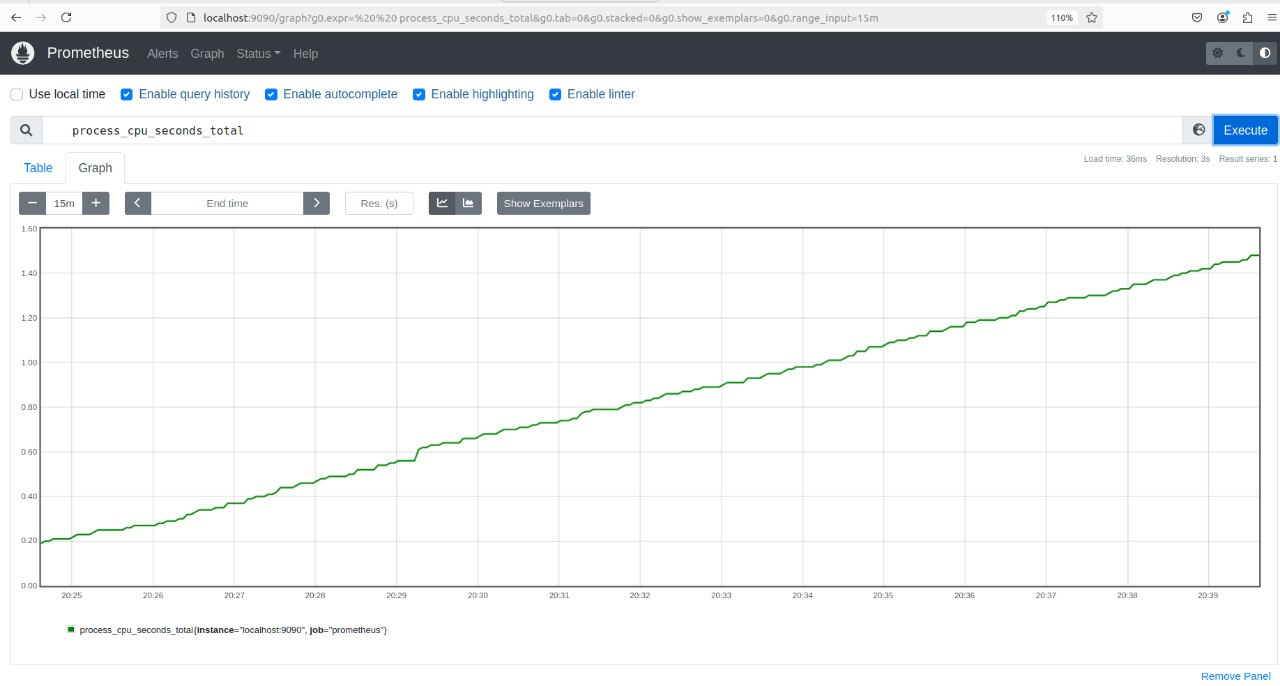 localhost:9090/graph?g0.expr=%20%20 process_cpu_seconds_total&g0.tab=0&g0.stacked=0&g0.show_exemplars=0&g0.range_input=15m 110%
Prometheus Alerts Graph Status Help
Use local time Enable query history Enable autocomplete Enable highlighting Enable linter
process_cpu_seconds_total Execute
Load time: 36ms Resolution: 3s Result series: 1
Table Graph
− 15m + End time Res. (s) Show Exemplars
1.60
1.40
1.20
1.00
0.80
0.60
0.40
0.20
0.00
20:25 20:26 20:27 20:28 20:29 20:30 20:31 20:32 20:33 20:34 20:35 20:36 20:37 20:38 20:39
process_cpu_seconds_total{instance="localhost:9090", job="prometheus"}
Remove Panel